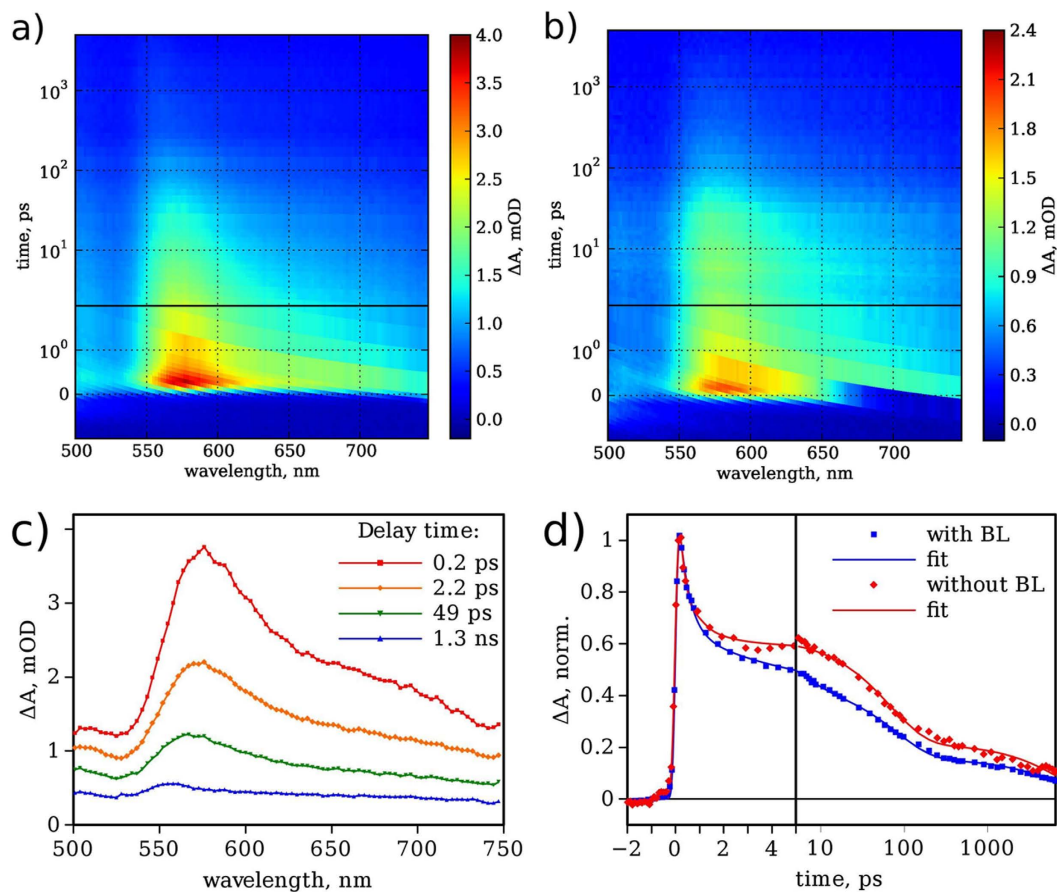 a)
4.0
3.5
3.0
2.5
2.0
1.5
1.0
0.5
0.0
ΔA, mOD
10³
10²
10¹
10⁰
0
time, ps
500 550 600 650 700
wavelength, nm
b)
2.4
2.1
1.8
1.5
1.2
0.9
0.6
0.3
0.0
ΔA, mOD
10³
10²
10¹
10⁰
0
time, ps
500 550 600 650 700
wavelength, nm
c)
Delay time:
0.2 ps
2.2 ps
49 ps
1.3 ns
3
2
1
0
ΔA, mOD
500 550 600 650 700 750
wavelength, nm
d)
with BL
fit
without BL
fit
1
0.8
0.6
0.4
0.2
0
ΔA, norm.
−2 0 2 4 10 100 1000
time, ps